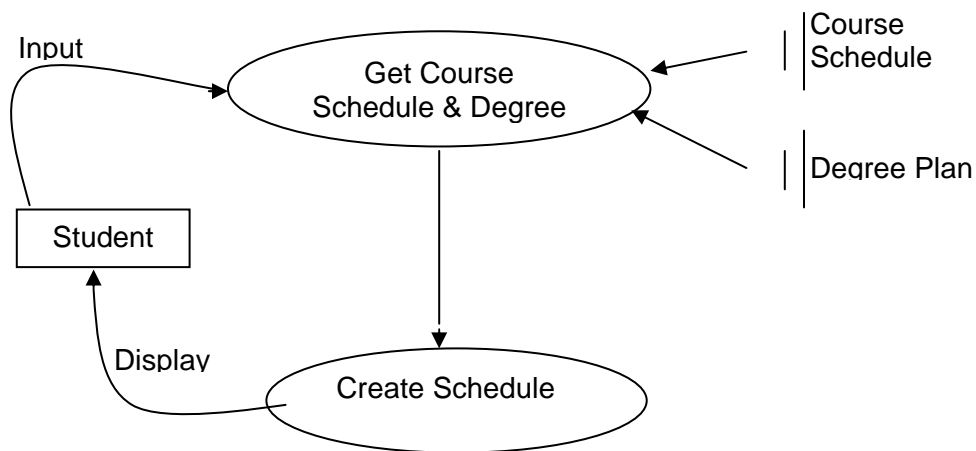 Input
Get Course
Schedule & Degree
Course
Schedule
Degree Plan
Student
Display
Create Schedule